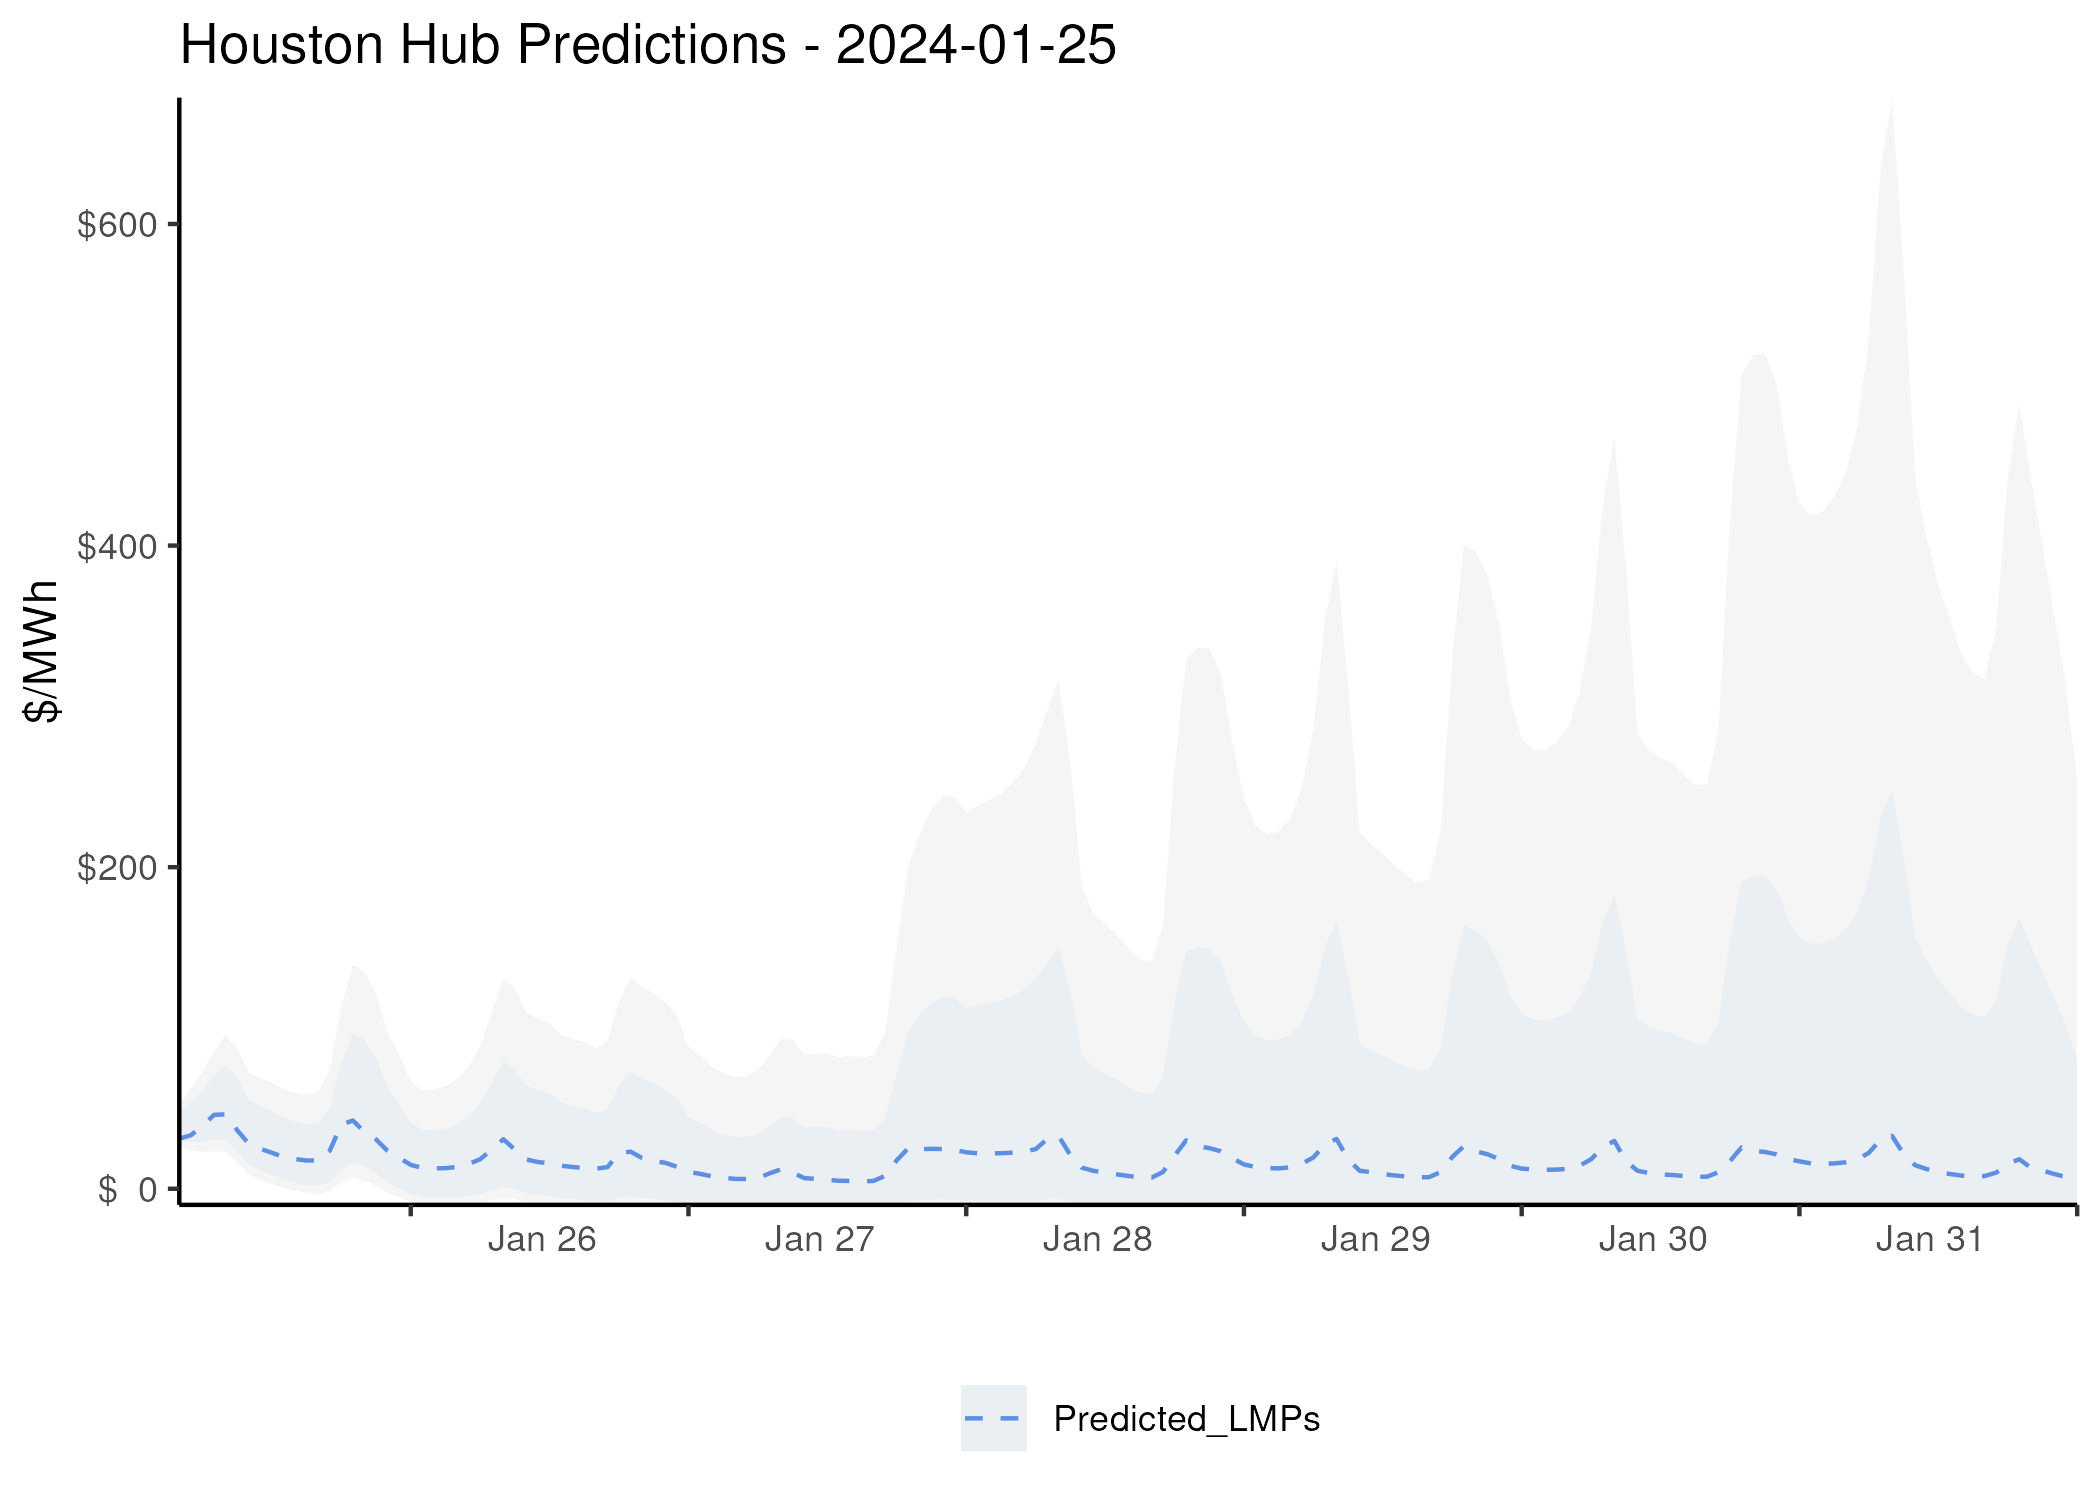 Houston Hub Predictions - 2024-01-25
$/MWh
$600
$400
$200
$  0
Jan 26
Jan 27
Jan 28
Jan 29
Jan 30
Jan 31
Predicted_LMPs